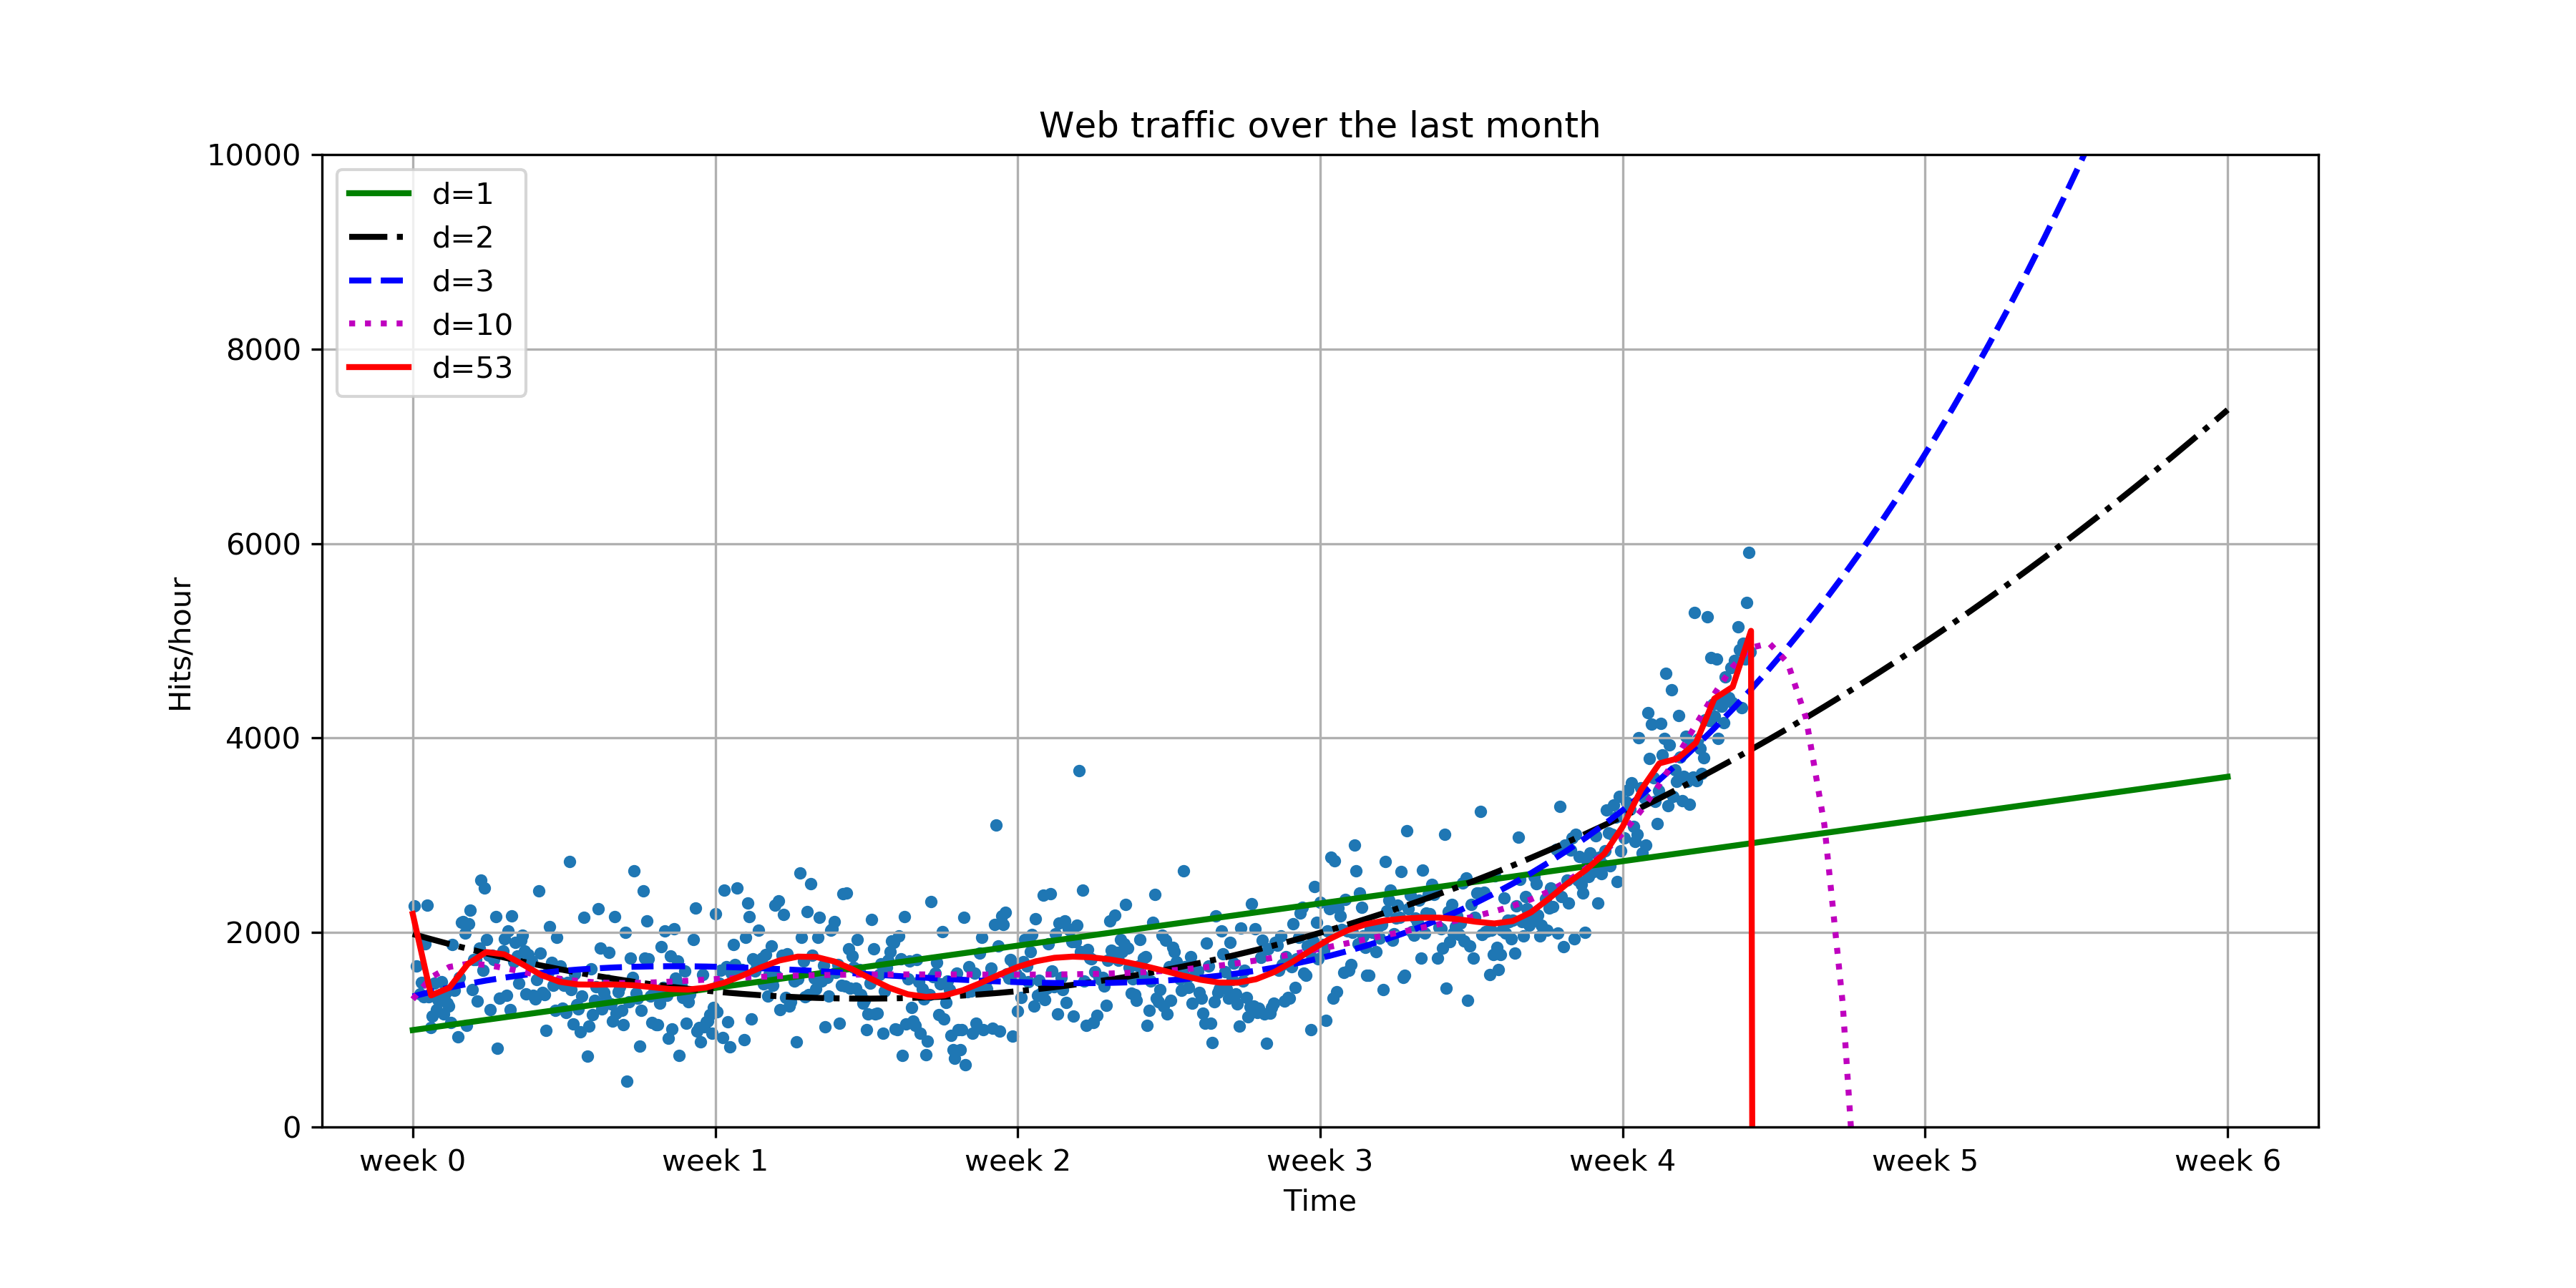 Web traffic over the last month
10000
8000
6000
4000
2000
0
Hits/hour
d=1
d=2
d=3
d=10
d=53
week 0 week 1 week 2 week 3 week 4 week 5 week 6
Time